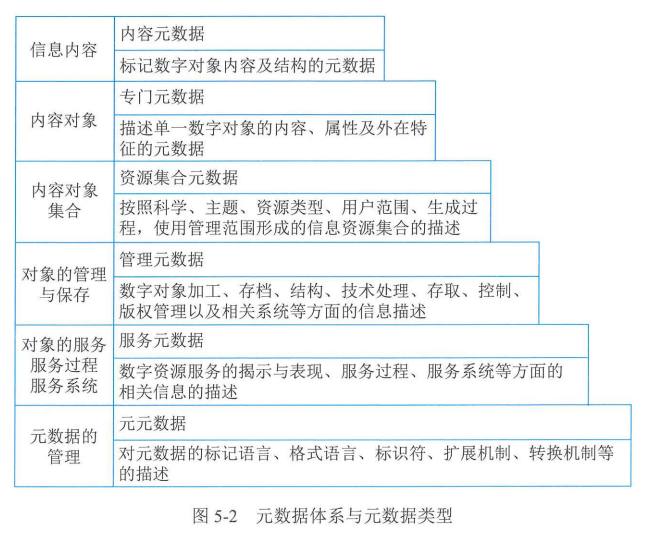 信息内容
内容元数据
标记数字对象内容及结构的元数据
内容对象
专门元数据
描述单一数字对象的内容、属性及外在特
征的元数据
内容对象
集合
资源集合元数据
按照科学、主题、资源类型、用户范围、生成过
程，使用管理范围形成的信息资源集合的描述
对象的管理
与保存
管理元数据
数字对象加工、存档、结构、技术处理、存取、控制、
版权管理以及相关系统等方面的信息描述
对象的服务
服务过程
服务系统
服务元数据
数字资源服务的揭示与表现、服务过程、服务系统等方面的
相关信息的描述
元数据的
管理
元元数据
对元数据的标记语言、格式语言、标识符、扩展机制、转换机制等
的描述
图 5-2 元数据体系与元数据类型